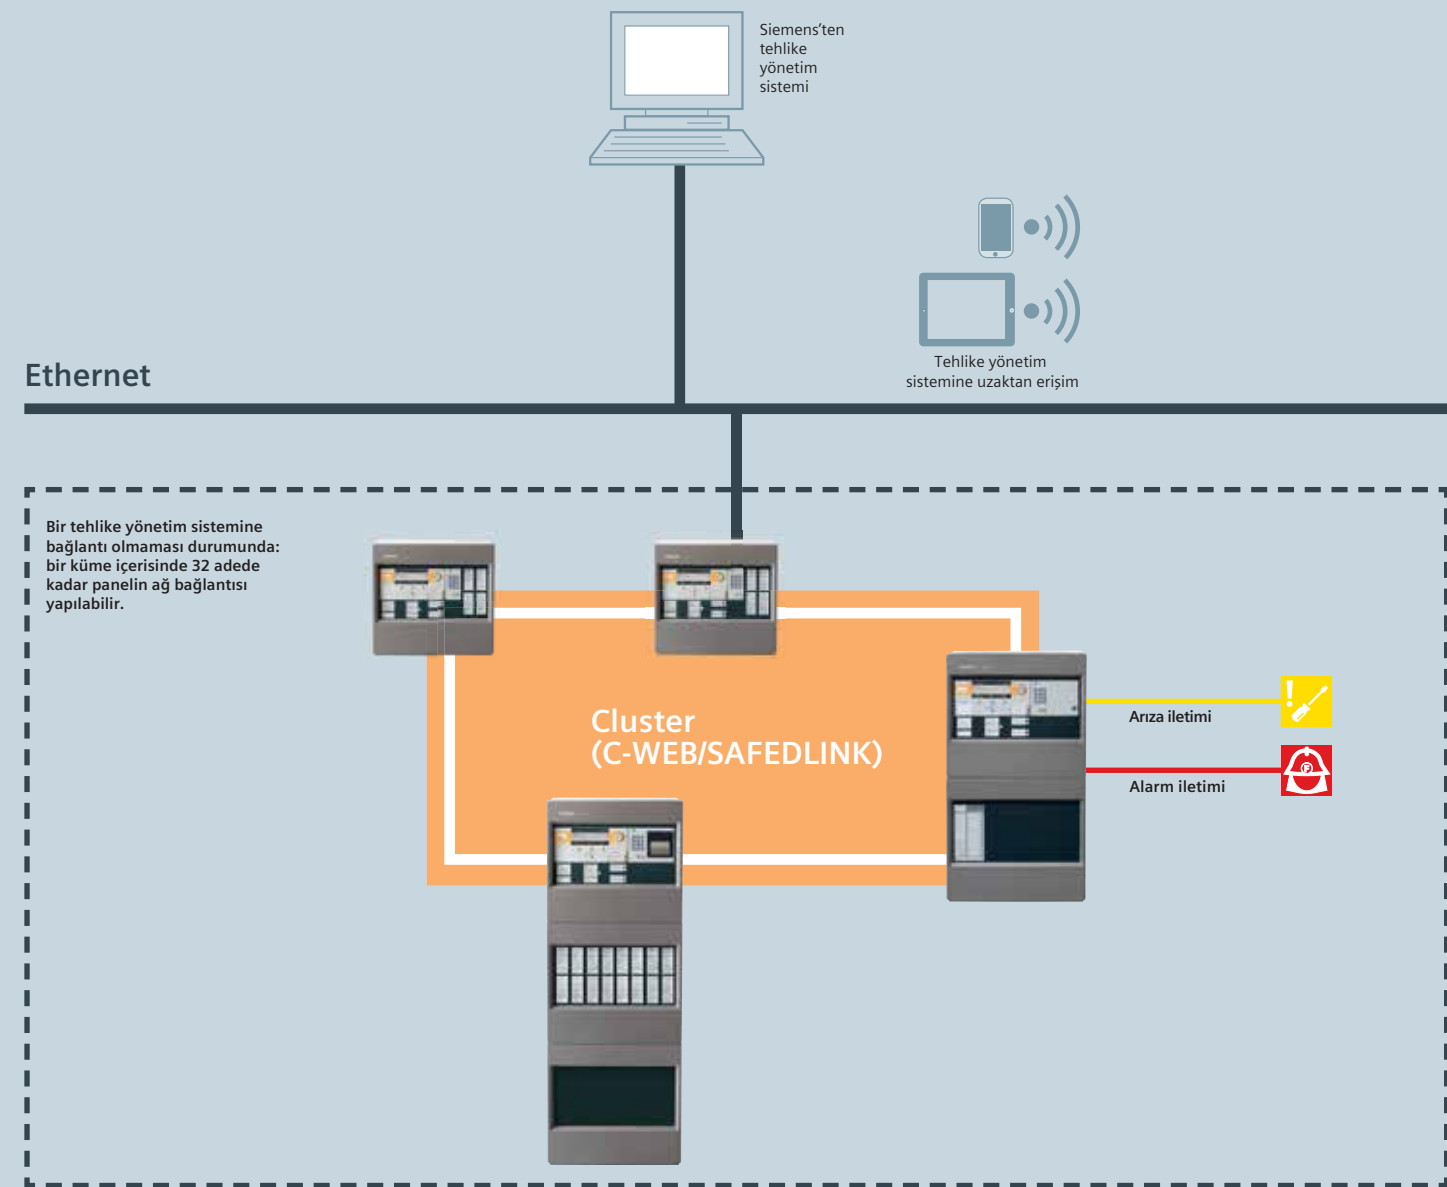 Siemens’ten
tehlike
yönetim
sistemi
Tehlike yönetim
sistemine uzaktan erişim
Ethernet
Bir tehlike yönetim sistemine
bağlantı olmaması durumunda:
bir küme içerisinde 32 adede
kadar panelin ağ bağlantısı
yapılabilir.
Cluster
(C-WEB/SAFEDLINK)
Arıza iletimi
Alarm iletimi